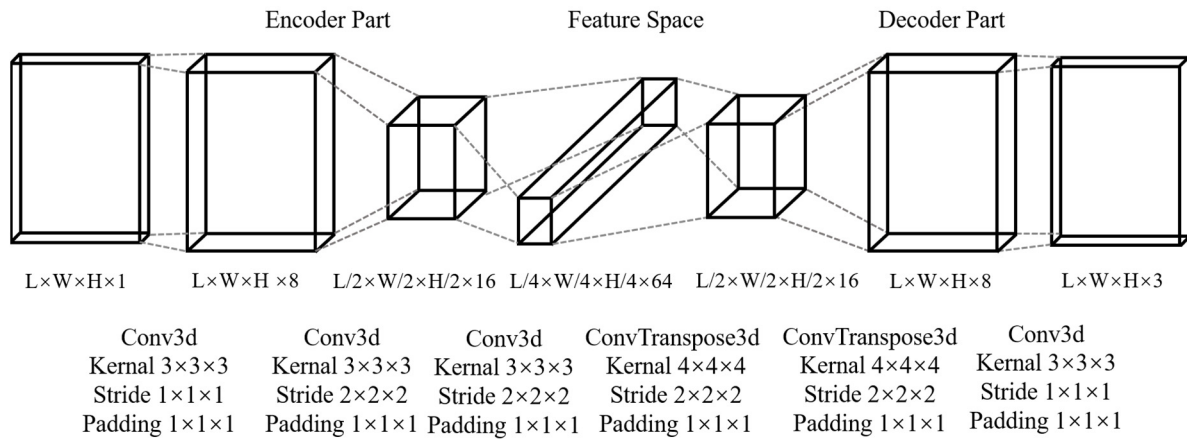 Encoder Part
Feature Space
Decoder Part
L×W×H×1
L×W×H ×8
L/2×W/2×H/2×16
L/4×W/4×H/4×64
L/2×W/2×H/2×16
L×W×H×8
L×W×H×3
Conv3d
Kernal 3×3×3
Stride 1×1×1
Padding 1×1×1
Conv3d
Kernal 3×3×3
Stride 2×2×2
Padding 1×1×1
Conv3d
Kernal 3×3×3
Stride 2×2×2
Padding 1×1×1
ConvTranspose3d
Kernal 4×4×4
Stride 2×2×2
Padding 1×1×1
ConvTranspose3d
Kernal 4×4×4
Stride 2×2×2
Padding 1×1×1
Conv3d
Kernal 3×3×3
Stride 1×1×1
Padding 1×1×1